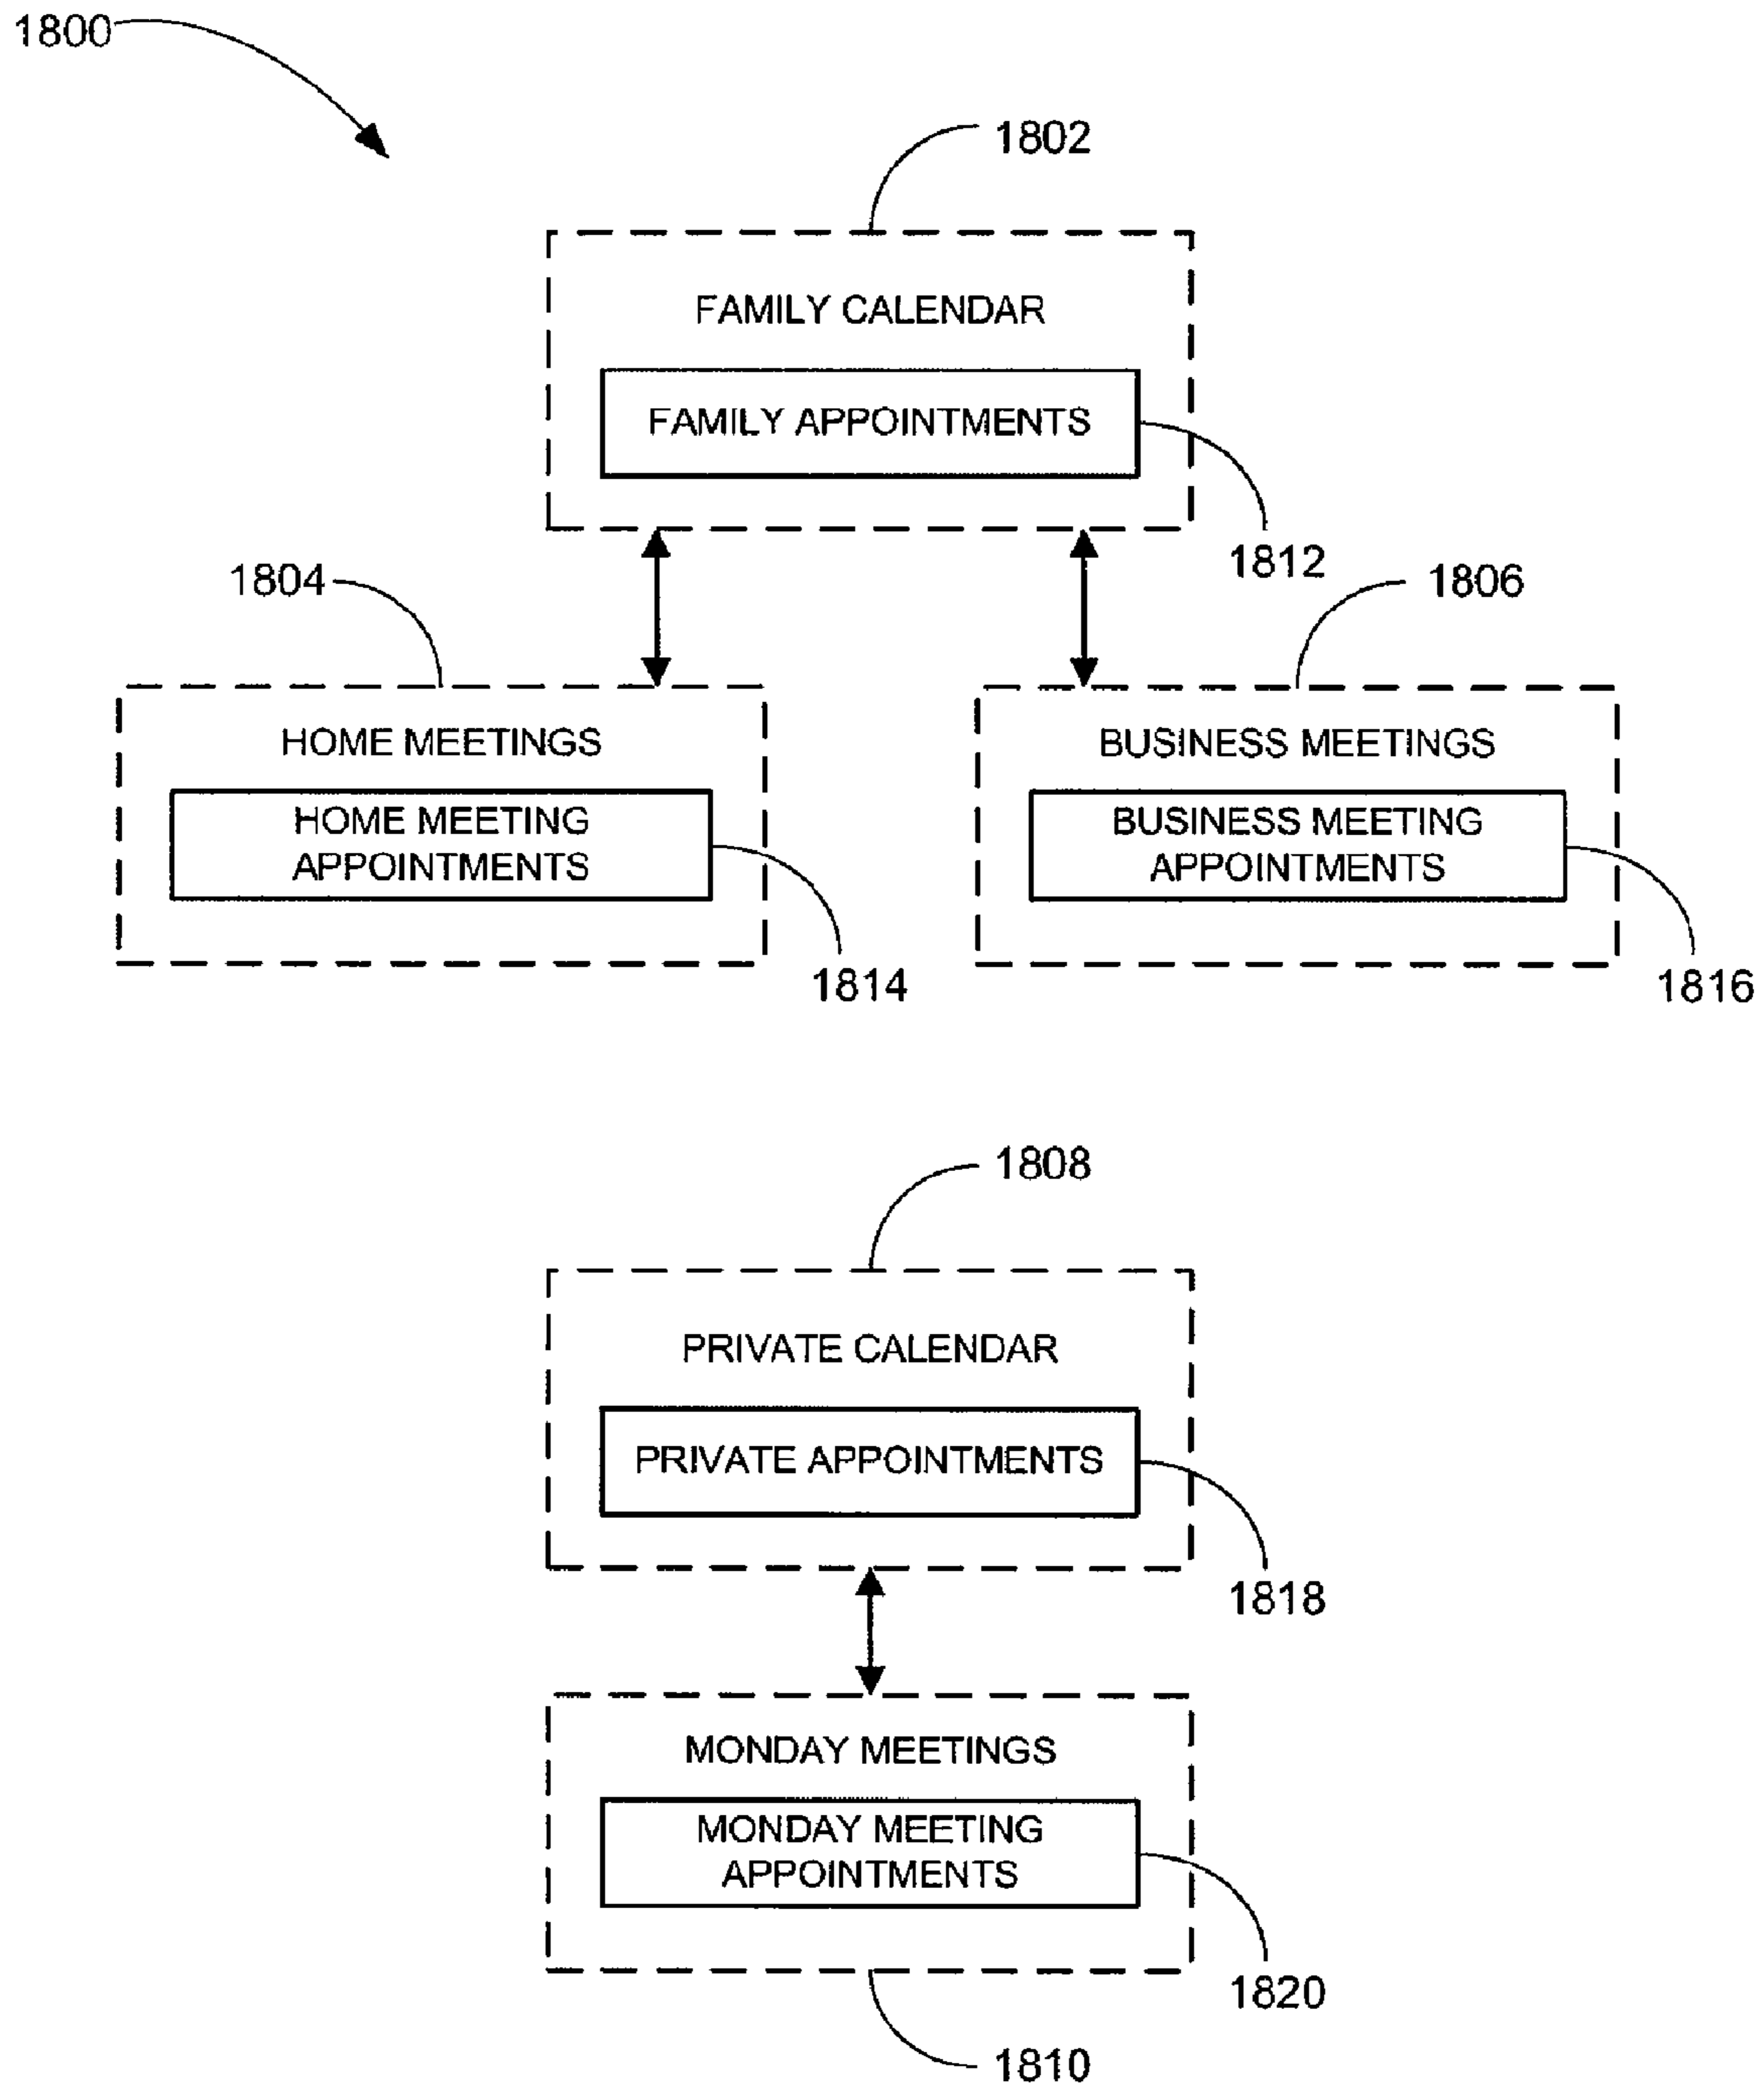 1800
1802
FAMILY CALENDAR
FAMILY APPOINTMENTS
1812
1804
1806
HOME MEETINGS
HOME MEETING
APPOINTMENTS
1814
BUSINESS MEETINGS
BUSINESS MEETING
APPOINTMENTS
1816
1808
PRIVATE CALENDAR
PRIVATE APPOINTMENTS
1818
MONDAY MEETINGS
MONDAY MEETING
APPOINTMENTS
1820
1810